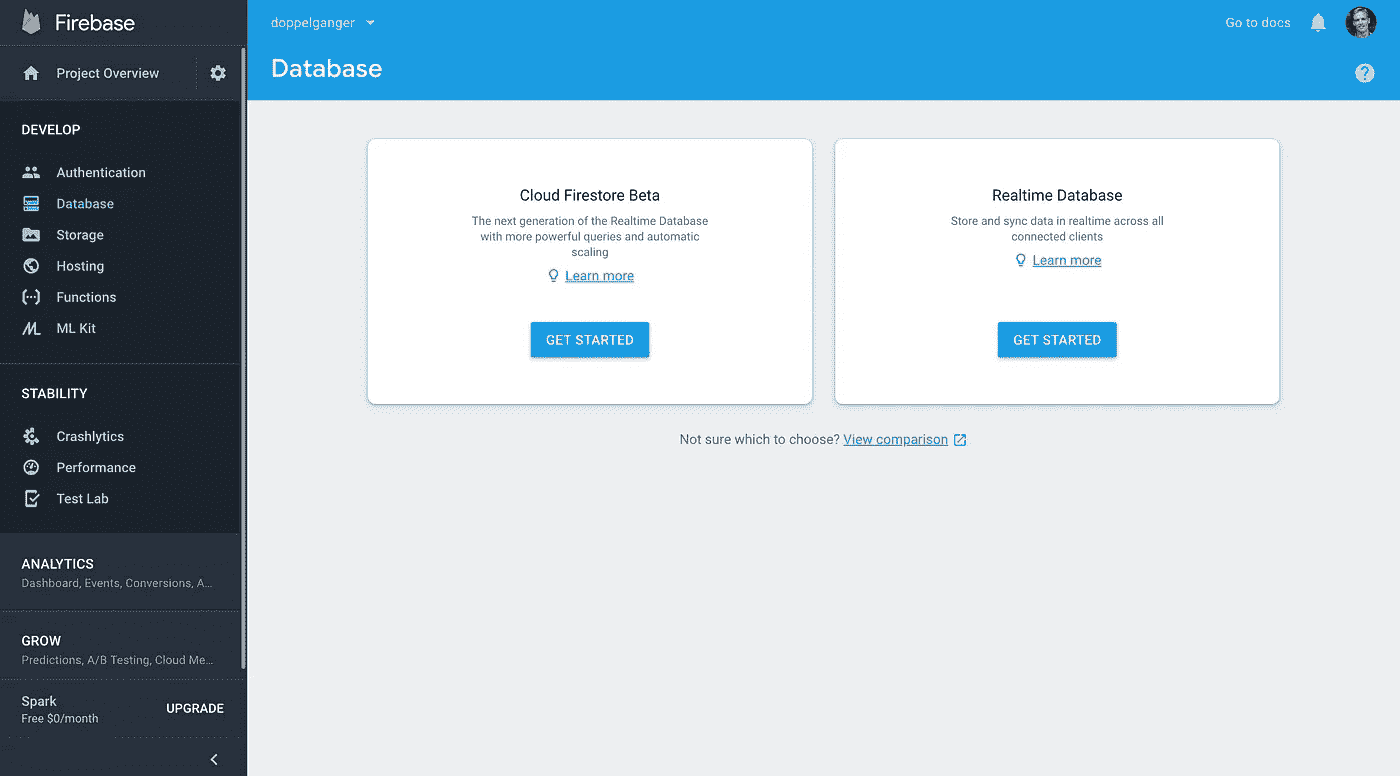 Firebase
Project Overview
DEVELOP
Authentication
Database
Storage
Hosting
Functions
ML Kit
STABILITY
Crashlytics
Performance
Test Lab
ANALYTICS
Dashboard, Events, Conversions, A...
GROW
Predictions, A/B Testing, Cloud Me...
Spark
Free $0/month
UPGRADE
doppelganger
Go to docs
Database
Cloud Firestore Beta
The next generation of the Realtime Database
with more powerful queries and automatic
scaling
Learn more
GET STARTED
Realtime Database
Store and sync data in realtime across all
connected clients
Learn more
GET STARTED
Not sure which to choose? View comparison